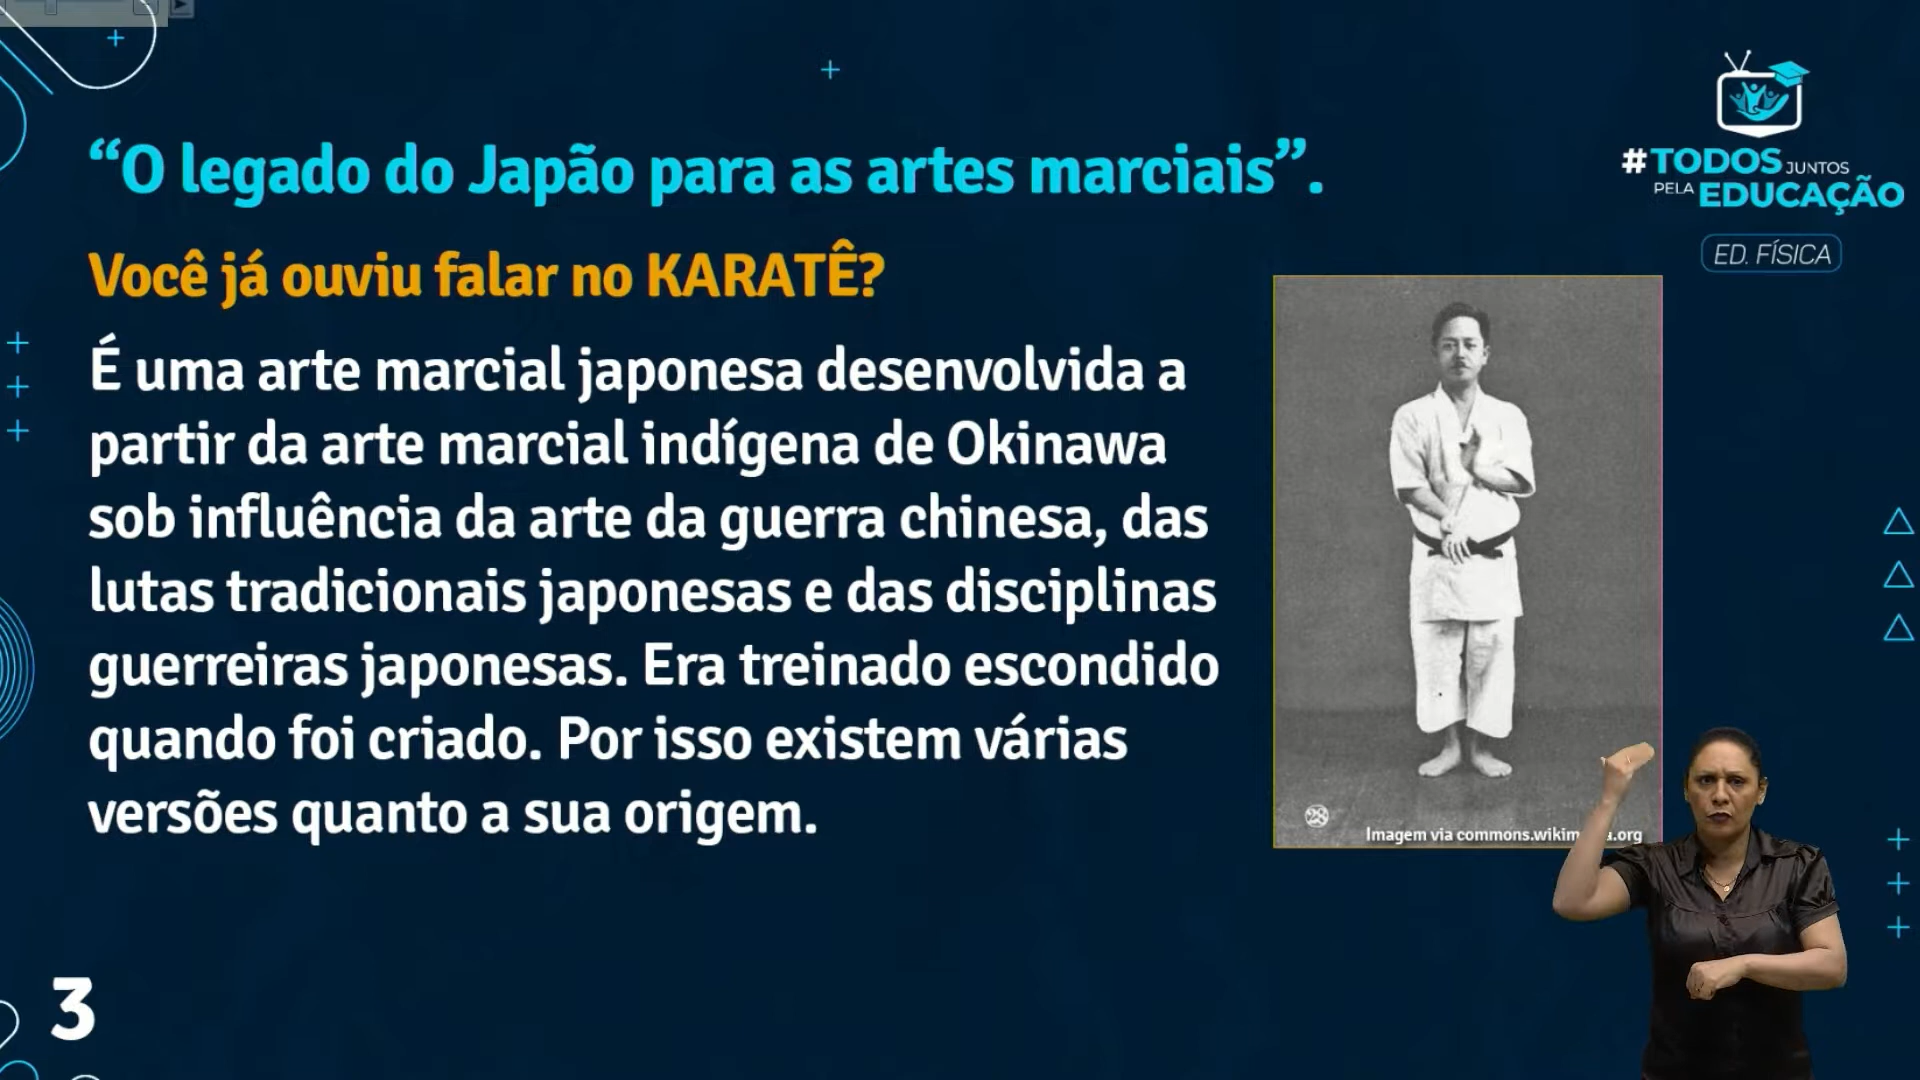 “O legado do Japão para as artes marciais”.
#TODOS JUNTOS
PELA EDUCAÇÃO
ED. FÍSICA
Você já ouviu falar no KARATÊ?
É uma arte marcial japonesa desenvolvida a
partir da arte marcial indígena de Okinawa
sob influência da arte da guerra chinesa, das
lutas tradicionais japonesas e das disciplinas
guerreiras japonesas. Era treinado escondido
quando foi criado. Por isso existem várias
versões quanto a sua origem.
28
Imagem via
3